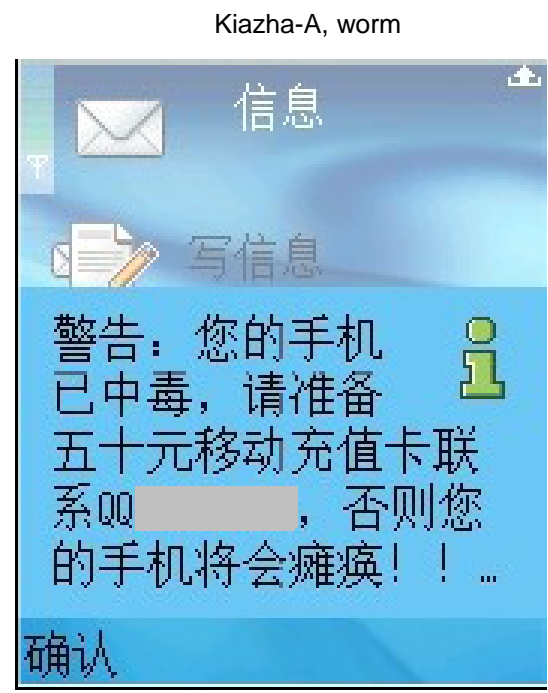 Kiazha-A, worm
信息
写信息
警告：您的手机
已中毒，请准备
五十元移动充值卡联
系QQ ，否则您
的手机将会瘫痪！！…
确认